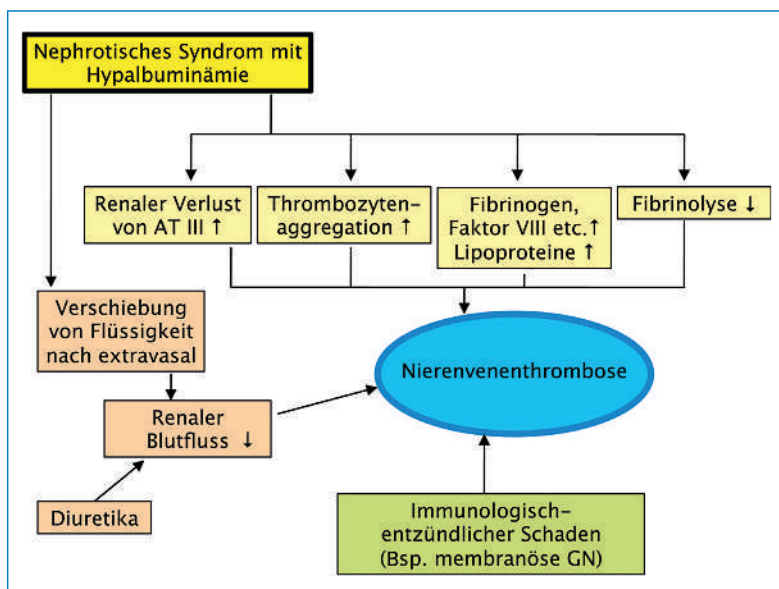 Nephrotisches Syndrom mit
Hypalbuminämie
Renaler Verlust
von AT III ↑
Thrombozyten-
aggregation ↑
Fibrinogen,
Faktor VIII etc.↑
Lipoproteine ↑
Fibrinolyse ↓
Verschiebung
von Flüssigkeit
nach extravasal
Nierenvenenthrombose
Renaler
Blutfluss ↓
Diuretika
Immunologisch-
entzündlicher Schaden
(Bsp. membranöse GN)